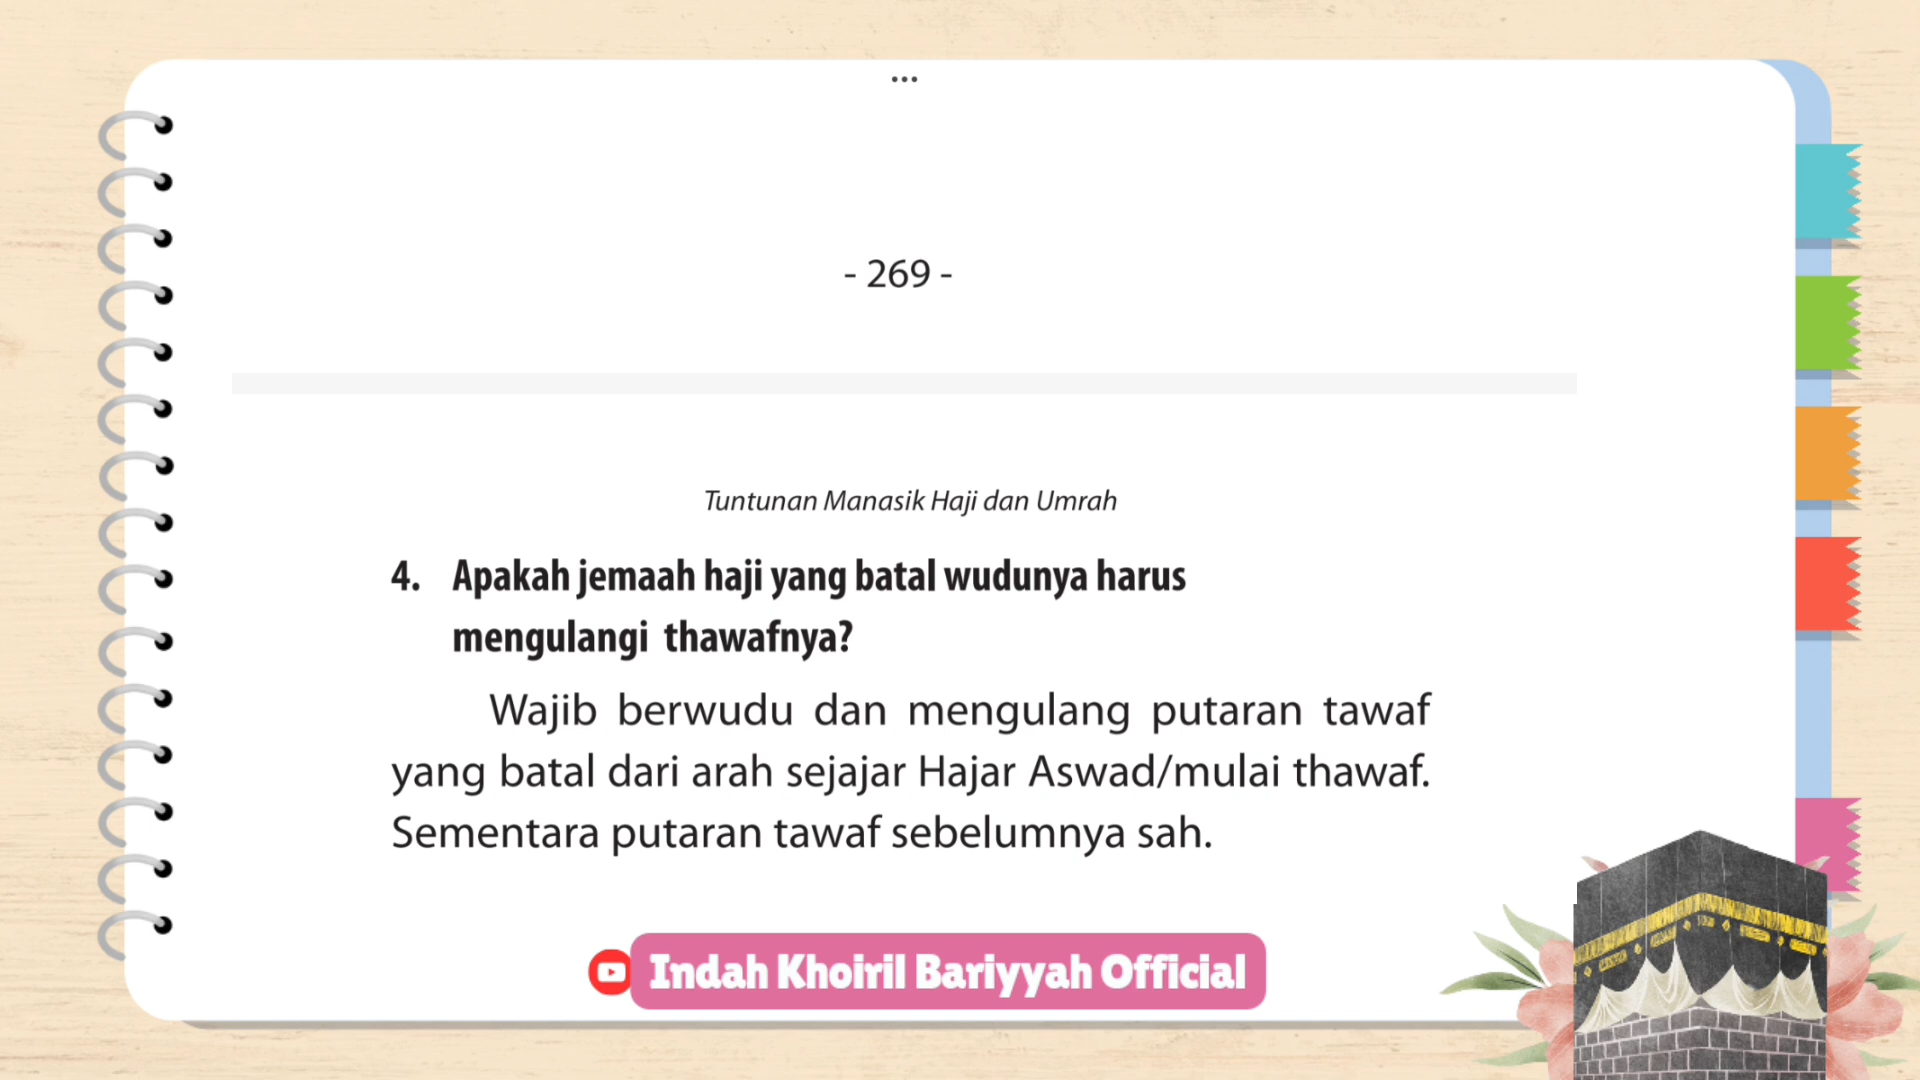 ...
- 269 -
Tuntunan Manasik Haji dan Umrah
4. Apakah jemaah haji yang batal wudunya harus
mengulangi thawafnya?
Wajib berwudu dan mengulang putaran tawaf
yang batal dari arah sejajar Hajar Aswad/mulai thawaf.
Sementara putaran tawaf sebelumnya sah.
Indah Khoiril Bariyyah Official